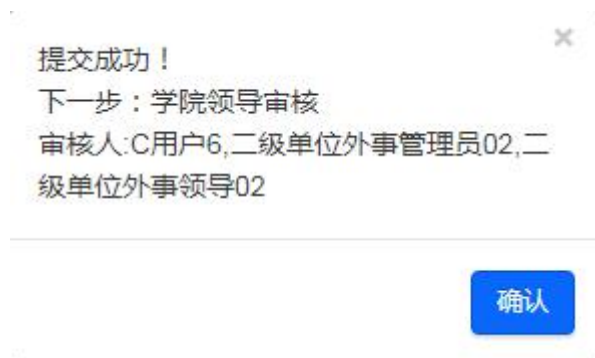 提交成功！
下一步：学院领导审核
审核人:C用户6,二级单位外事管理员02,二
级单位外事领导02
确认